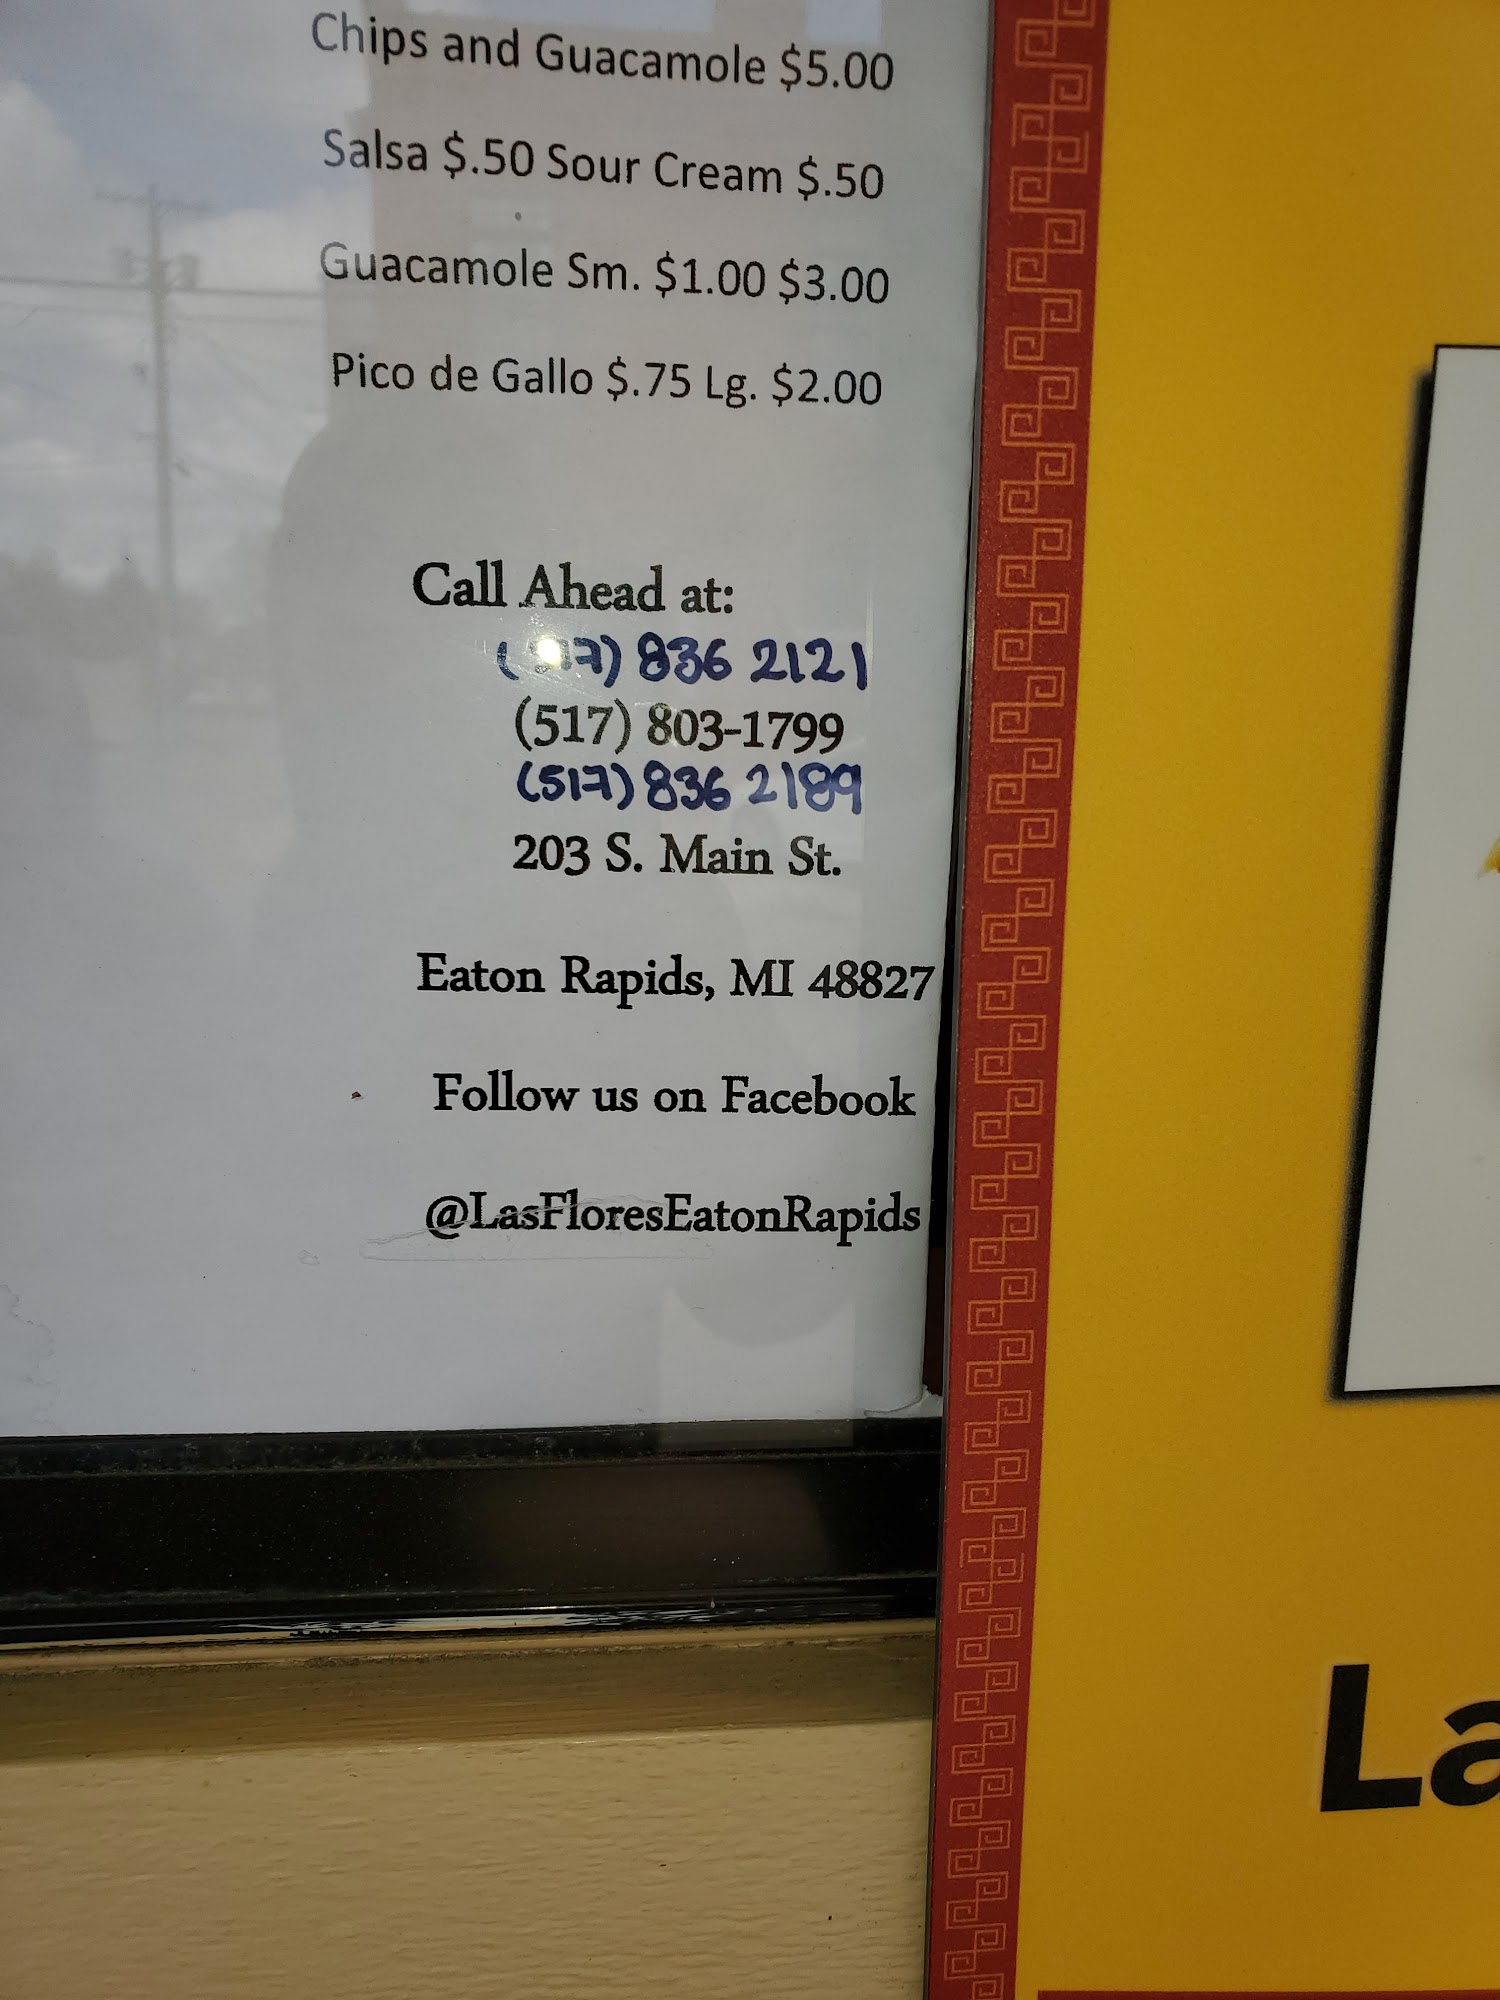 Chips and Guacamole $5.00
Salsa $.50 Sour Cream $.50
Guacamole Sm. $1.00 $3.00
Pico de Gallo $.75 Lg. $2.00
Call Ahead at:
836 2121
(517) 803-1799
(517) 836 2189
203 S. Main St.
Eaton Rapids, MI 48827
Follow us on Facebook
@LasFloresEatonRapids
La